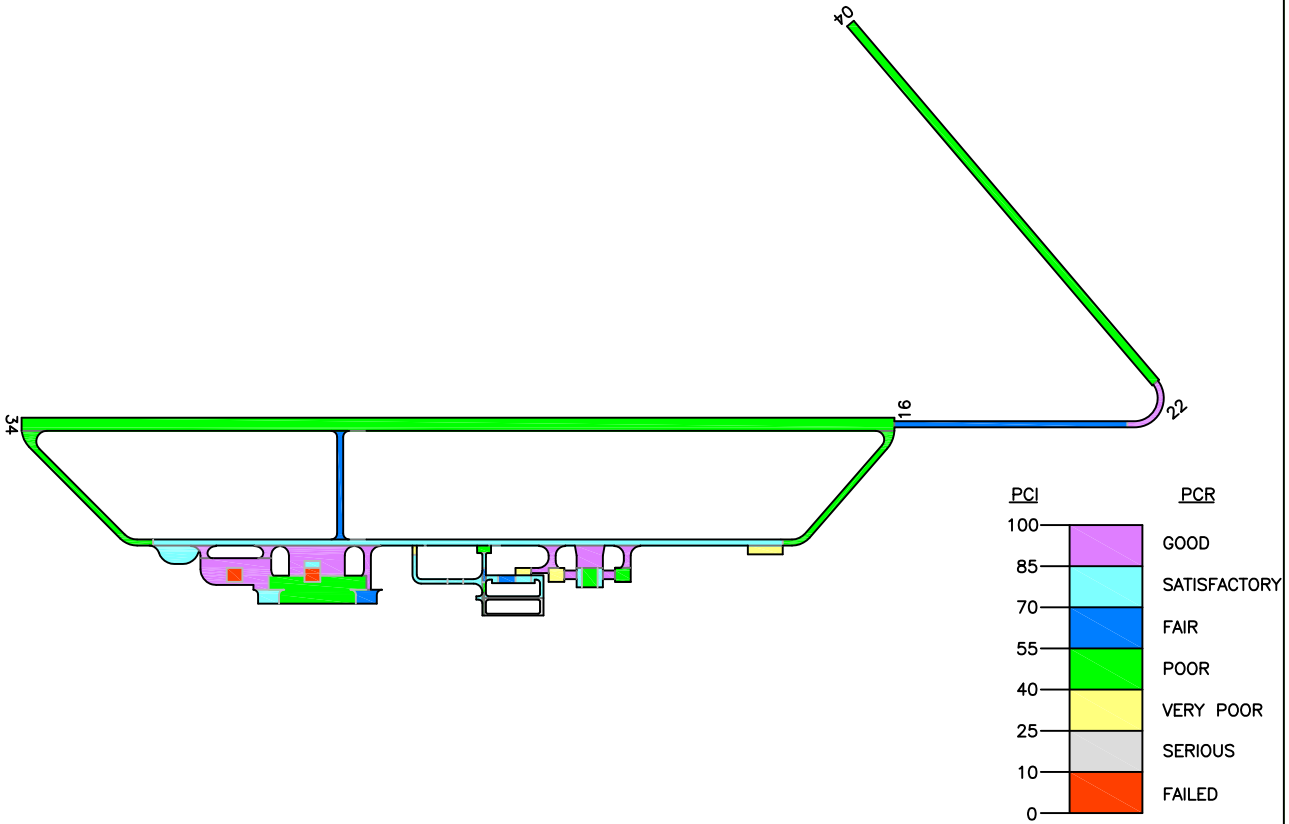 04
22
16
34
PCI PCR
100
GOOD
85
SATISFACTORY
70
FAIR
55
POOR
40
VERY POOR
25
SERIOUS
10
FAILED
0